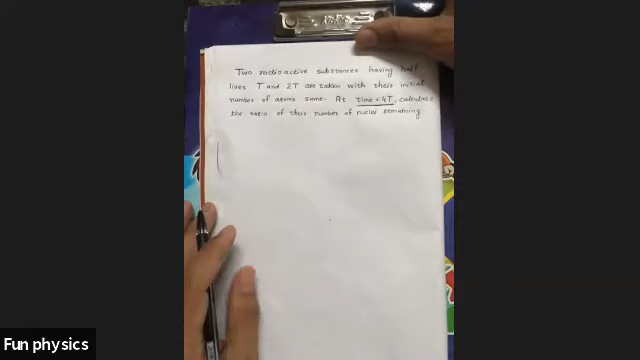 Two radioactive substances having half
lives T and 2T are taken with their initial
number of atoms same. At time = 4T, calculate
the ratio of their number of nuclei remaining.
Fun physics